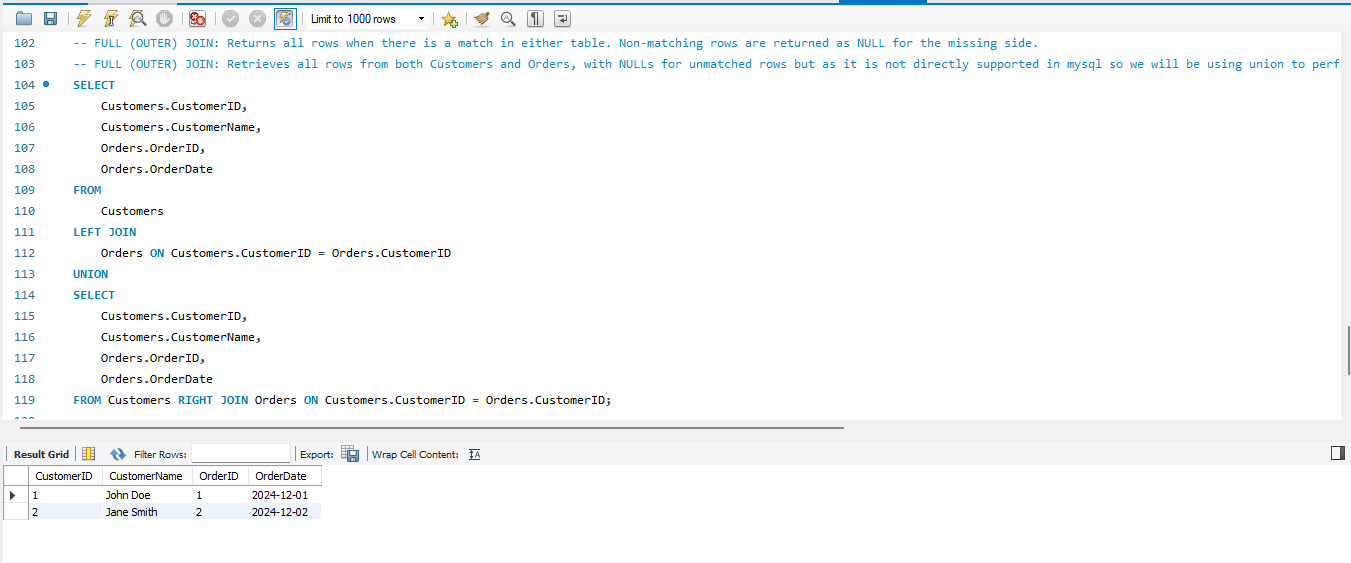 Limit to 1000 rows
102 -- FULL (OUTER) JOIN: Returns all rows when there is a match in either table. Non-matching rows are returned as NULL for the missing side.
103 -- FULL (OUTER) JOIN: Retrieves all rows from both Customers and Orders, with NULLs for unmatched rows but as it is not directly supported in mysql so we will be using union to perf
104 SELECT
105 Customers.CustomerID,
106 Customers.CustomerName,
107 Orders.OrderID,
108 Orders.OrderDate
109 FROM
110 Customers
111 LEFT JOIN
112 Orders ON Customers.CustomerID = Orders.CustomerID
113 UNION
114 SELECT
115 Customers.CustomerID,
116 Customers.CustomerName,
117 Orders.OrderID,
118 Orders.OrderDate
119 FROM Customers RIGHT JOIN Orders ON Customers.CustomerID = Orders.CustomerID;
Result Grid Filter Rows: Export: Wrap Cell Content:
CustomerID CustomerName OrderID OrderDate
1 John Doe 1 2024-12-01
2 Jane Smith 2 2024-12-02